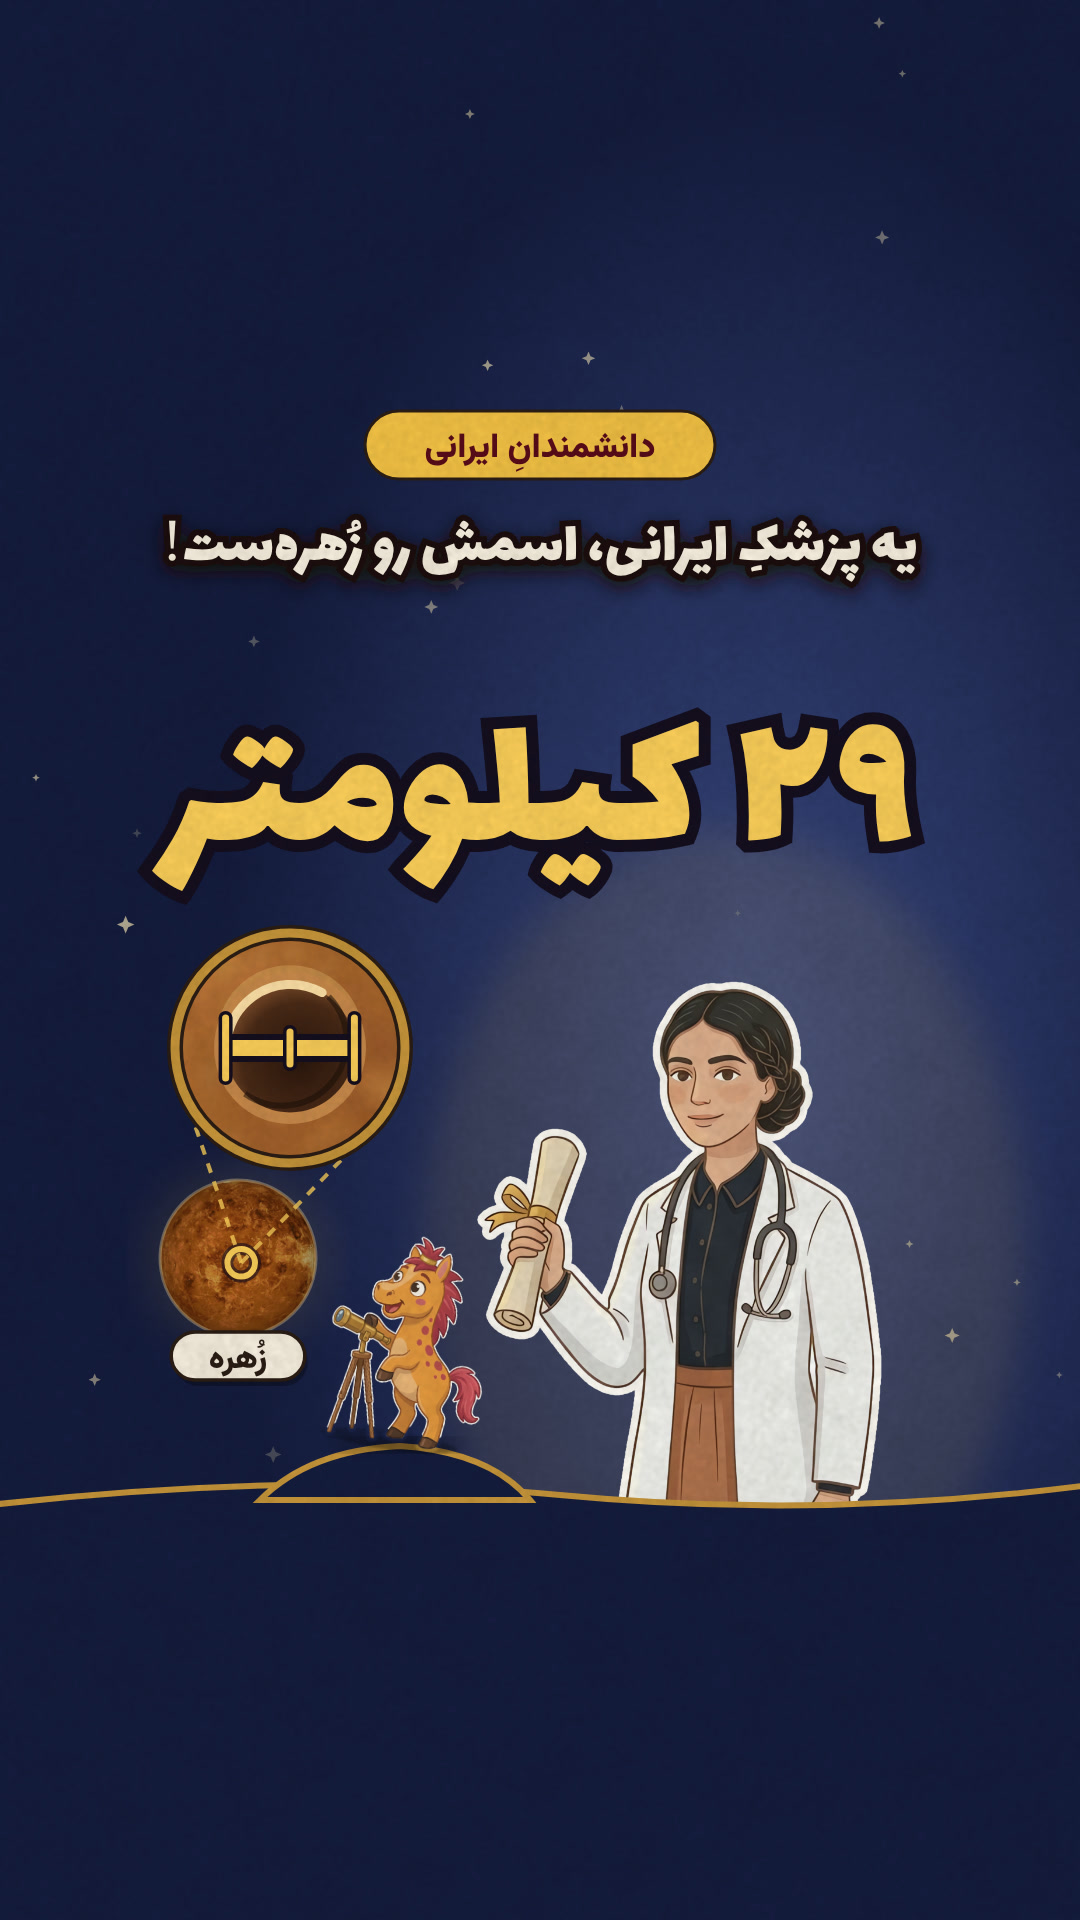 دانشمندانِ ایرانی
یه پزشکِ ایرانی، اسمش رو زُهره‌ست!
۲۹ کیلومتر
زُهره